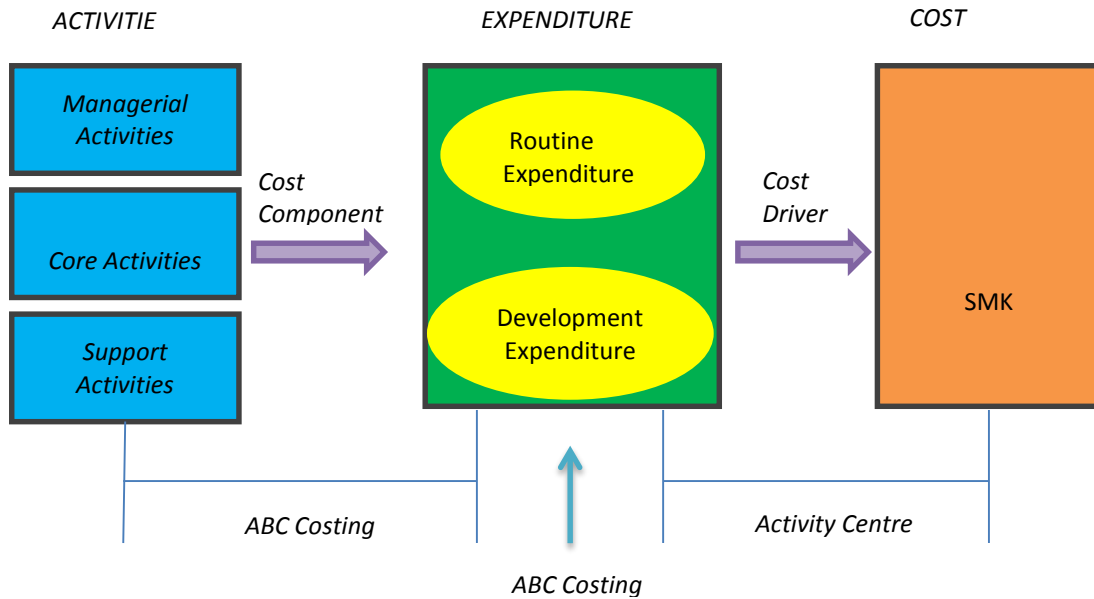 ACTIVITIE
EXPENDITURE
COST
Managerial
Activities
Core Activities
Support
Activities
Cost
Component
Routine
Expenditure
Development
Expenditure
Cost
Driver
SMK
ABC Costing
Activity Centre
ABC Costing